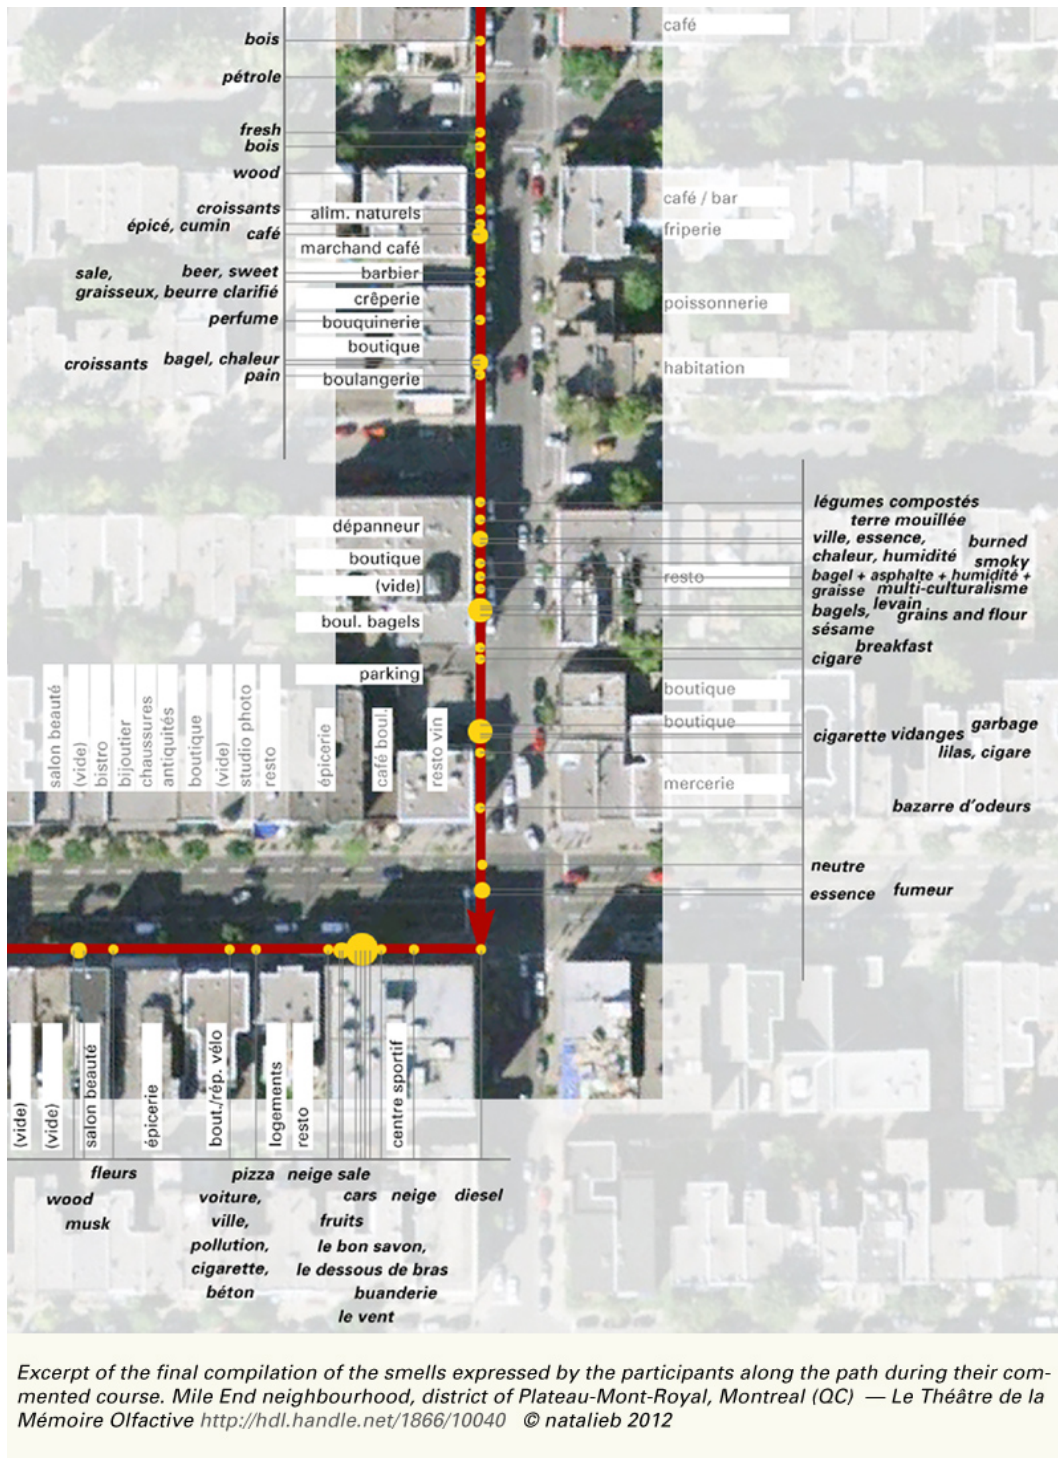 café
bois
pétrole
fresh
bois
wood
croissants
épicé, cumin
café
alim. naturels
marchand café
café / bar
friperie
sale,
graisseux, beurre clarifié
beer, sweet
barbier
crêperie
poissonnerie
perfume
bouquinerie
boutique
croissants
bagel, chaleur
pain
boulangerie
habitation
dépanneur
boutique
(vide)
boul. bagels
parking
resto
légumes compostés
terre mouillée
ville, essence,
chaleur, humidité
burned
smoky
bagel + asphalte + humidité +
graisse
multi-culturalisme
levain
bagels,
sésame
grains and flour
breakfast
cigare
boutique
boutique
mercerie
cigarette
vidanges
garbage
lilas, cigare
bazarre d'odeurs
neutre
essence
fumeur
salon beauté
(vide)
bistro
bijoutier
chaussures
antiquités
boutique
(vide)
studio photo
resto
épicerie
café boul.
resto vin
(vide)
(vide)
salon beauté
épicerie
bout./rép. vélo
logements
resto
centre sportif
fleurs
wood
musk
pizza
voiture,
ville,
pollution,
cigarette,
béton
neige sale
cars
neige
diesel
fruits
le bon savon,
le dessous de bras
buanderie
le vent
Excerpt of the final compilation of the smells expressed by the participants along the path during their com-
mented course. Mile End neighbourhood, district of Plateau-Mont-Royal, Montreal (QC) — Le Théâtre de la
Mémoire Olfactive http://hdl.handle.net/1866/10040 © natalieb 2012